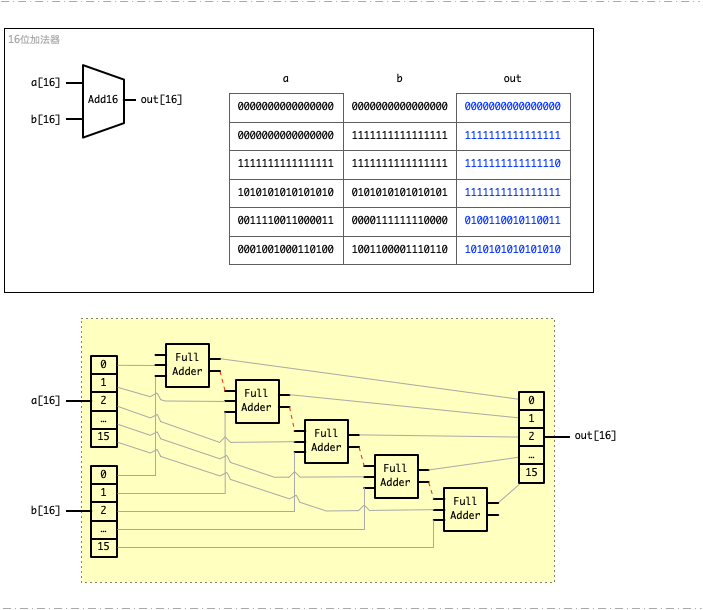 16位加法器
a[16]
b[16]
Add16
out[16]
a b out
0000000000000000 0000000000000000 0000000000000000
0000000000000000 1111111111111111 1111111111111111
1111111111111111 1111111111111111 1111111111111110
1010101010101010 0101010101010101 1111111111111111
0011110011000011 0000111111110000 0100110010110011
0001001000110100 1001100001110110 1010101010101010
a[16]
0
1
2
…
15
b[16]
0
1
2
…
15
Full
Adder
Full
Adder
Full
Adder
Full
Adder
Full
Adder
0
1
2
…
15
out[16]